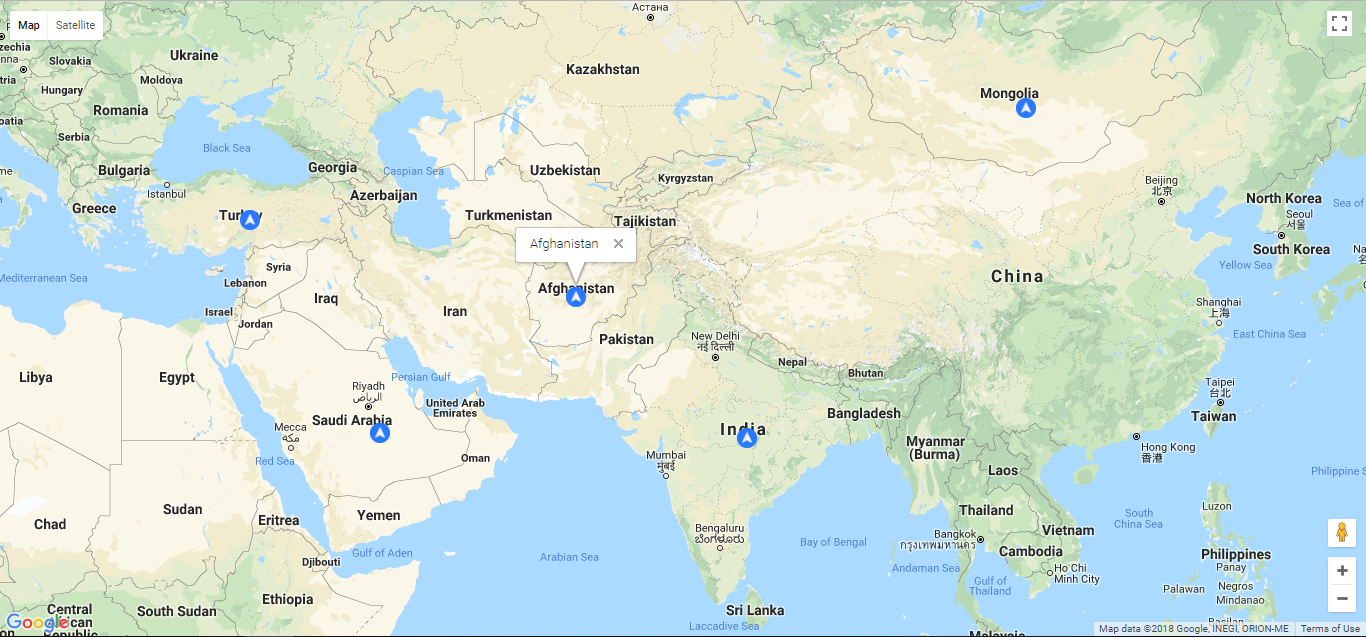 Астана
Map
Satellite
Slovakia
Hungary
Ukraine
Moldova
Romania
Serbia
Bulgaria
Black Sea
Istanbul
Greece
Turkey
Georgia
Azerbaijan
Caspian Sea
Kazakhstan
Uzbekistan
Kyrgyzstan
Turkmenistan
Tajikistan
Mongolia
Beijing
北京
North Korea
Seoul
서울
South Korea
Sea of
Yellow Sea
China
Shanghai
上海
East China Sea
Mediterranean Sea
Syria
Lebanon
Israel
Jordan
Iraq
Iran
Afghanistan
Afghanistan
Pakistan
New Delhi
नई दिल्ली
Nepal
Bhutan
Bangladesh
India
Libya
Egypt
Riyadh
الرياض
Saudi Arabia
Mecca
مكة
Red Sea
Persian Gulf
United Arab
Emirates
Oman
Yemen
Gulf of Aden
Djibouti
Eritrea
Sudan
Chad
Ethiopia
South Sudan
Central
Arabian Sea
Mumbai
मुंबई
Bengaluru
ಬೆಂಗಳೂರು
Bay of Bengal
Sri Lanka
Laccadive Sea
Andaman Sea
Myanmar
(Burma)
Laos
Thailand
Bangkok
กรุงเทพมหานคร
Vietnam
Cambodia
Ho Chi
Minh City
Gulf of
Thailand
Malaysia
Taipei
台北
Taiwan
Hong Kong
香港
South
China Sea
Philippine S
Luzon
Philippines
Panay
Negros
Palawan
Mindanao
Google
Map data ©2018 Google, INEGI, ORION-ME
Terms of Use